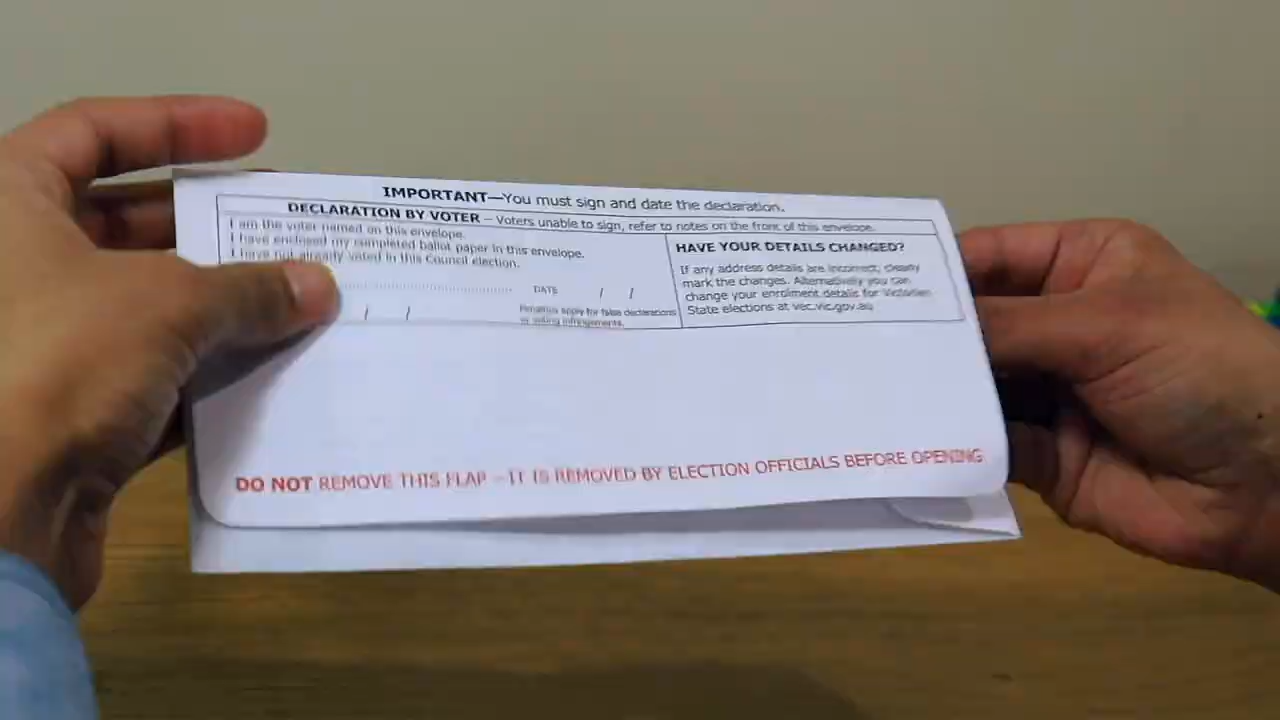 IMPORTANT—You must sign and date the declaration.
DECLARATION BY VOTER – Voters unable to sign, refer to notes on the front of this envelope.
I am the voter named on this envelope.
I have enclosed my completed ballot paper in this envelope.
I have not already voted in this Council election.
DATE / /
/ /
Penalties apply for false declarations
or voting infringements.
HAVE YOUR DETAILS CHANGED?
If any address details are incorrect, clearly
mark the changes. Alternatively you can
change your enrolment details for Victorian
State elections at vec.vic.gov.au
DO NOT REMOVE THIS FLAP – IT IS REMOVED BY ELECTION OFFICIALS BEFORE OPENING